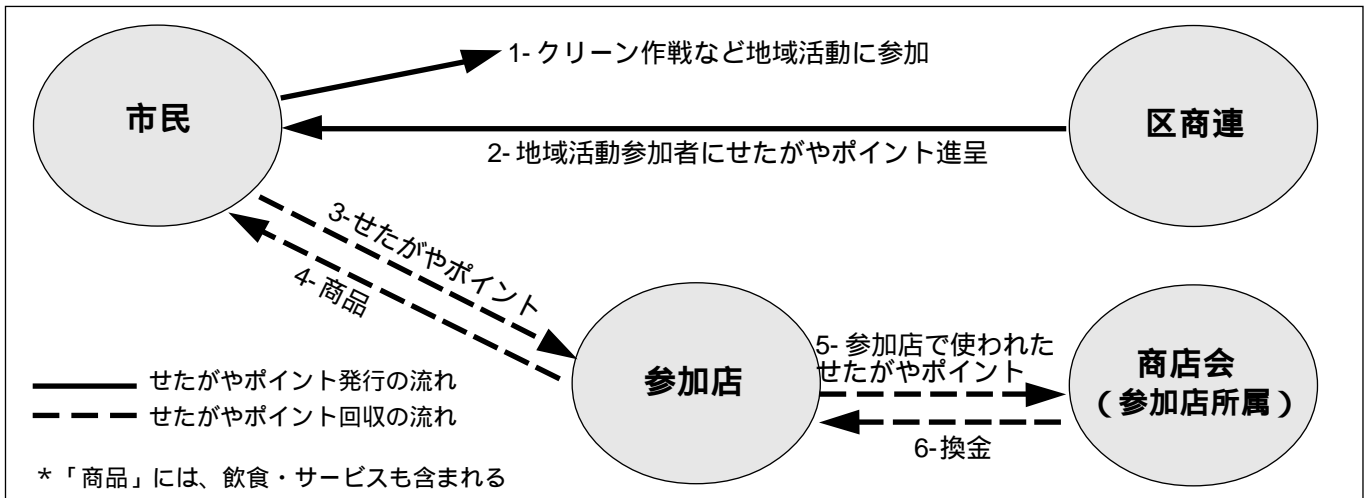 1- クリーン作戦など地域活動に参加
市民
区商連
2- 地域活動参加者にせたがやポイント進呈
3-せたがやポイント
4- 商品
5- 参加店で使われた
せたがやポイント
参加店
商店会
（参加店所属）
6-換金
せたがやポイント発行の流れ
せたがやポイント回収の流れ
*「商品」には、飲食・サービスも含まれる